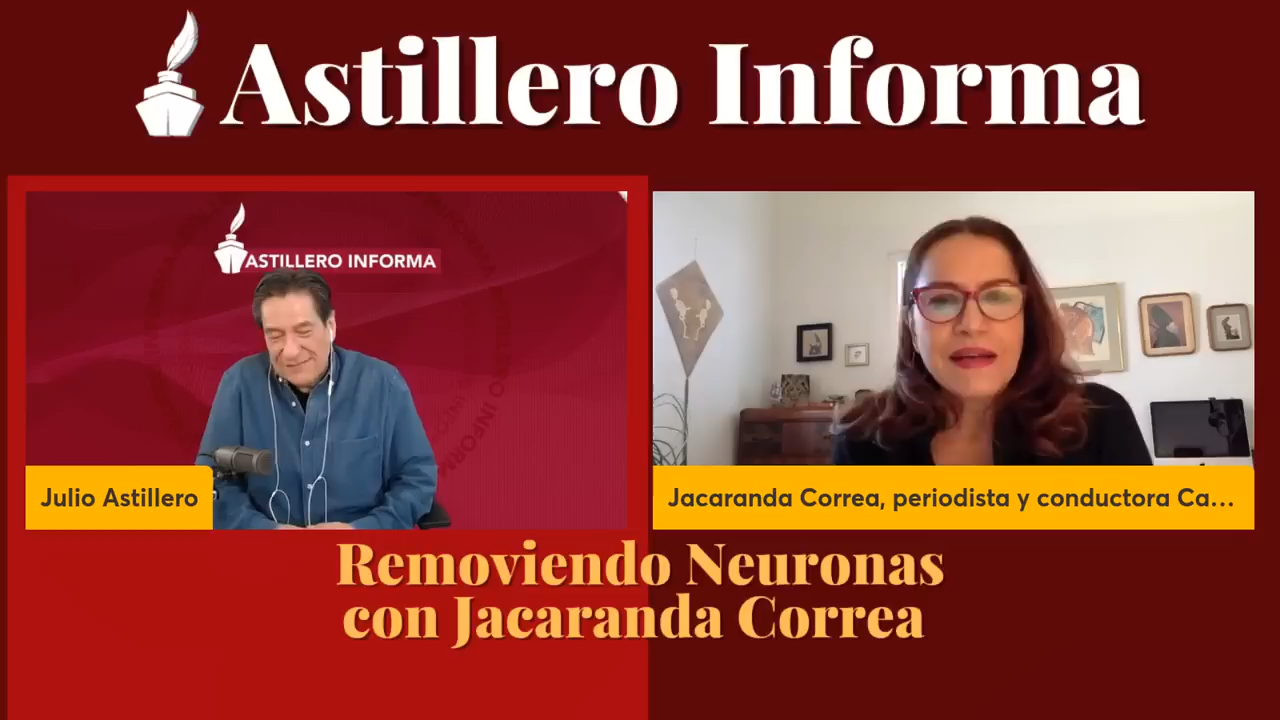 Astillero Informa
ASTILLERO INFORMA
Julio Astillero
Jacaranda Correa, periodista y conductora Ca...
Removiendo Neuronas
con Jacaranda Correa